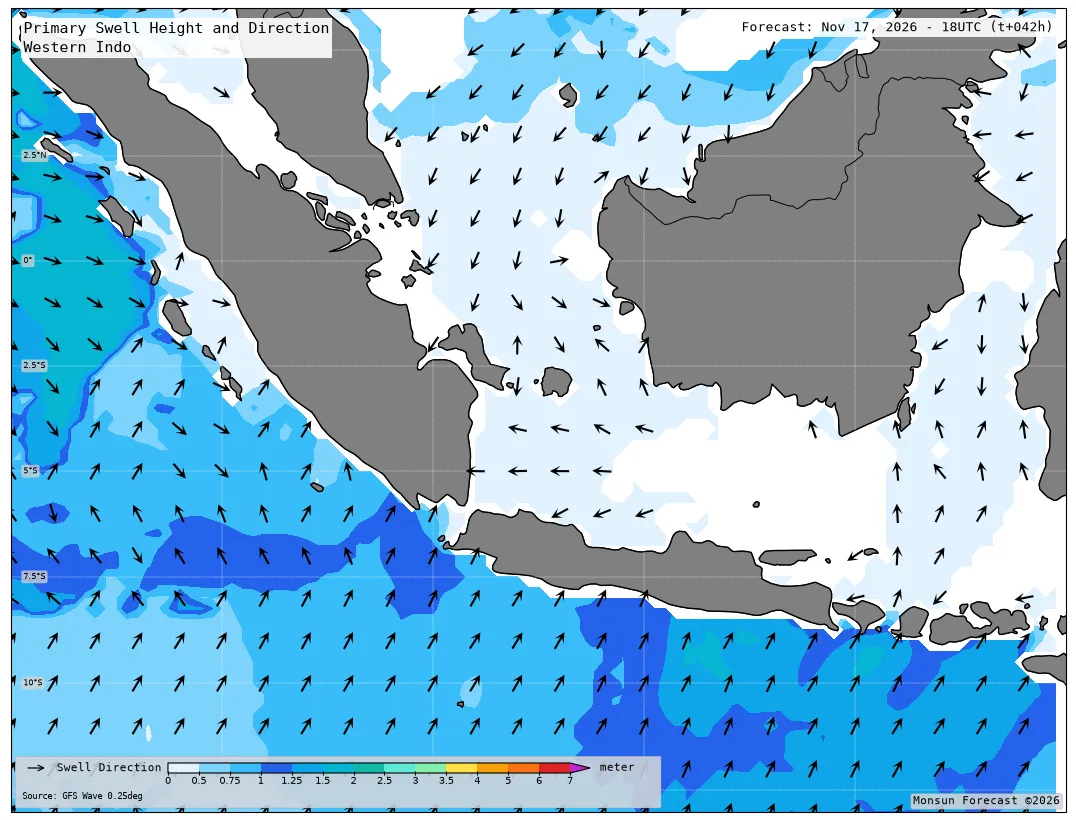 Primary Swell Height and Direction
Western Indo
Forecast: Nov 17, 2026 - 18UTC (t+042h)
2.5°N
0°
2.5°S
5°S
7.5°S
10°S
Swell Direction
0 0.5 0.75 1 1.25 1.5 2 2.5 3 3.5 4 5 6 7
meter
Source: GFS Wave 0.25deg
Monsun Forecast ©2026